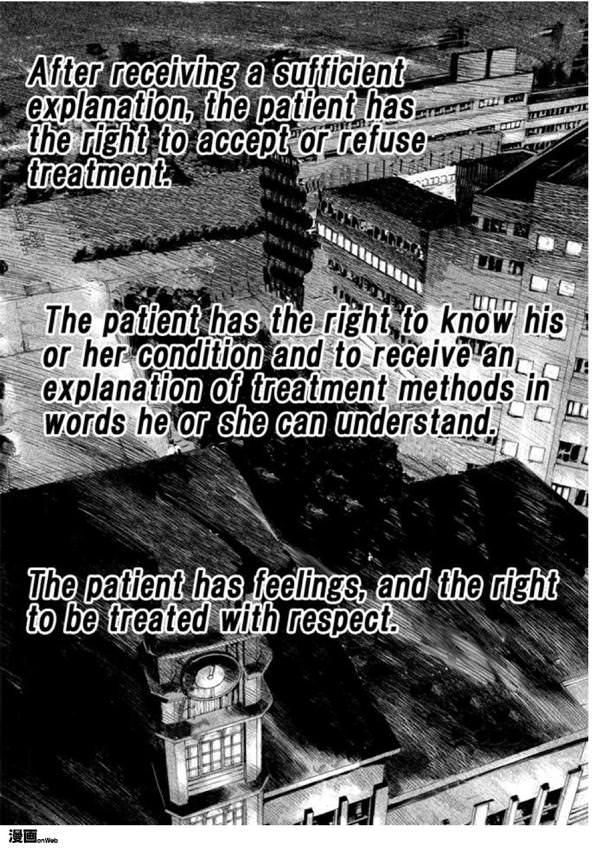 After receiving a sufficient
explanation, the patient has
the right to accept or refuse
treatment.
The patient has the right to know his
or her condition and to receive an
explanation of treatment methods in
words he or she can understand.
The patient has feelings, and the right
to be treated with respect.
漫画onWeb